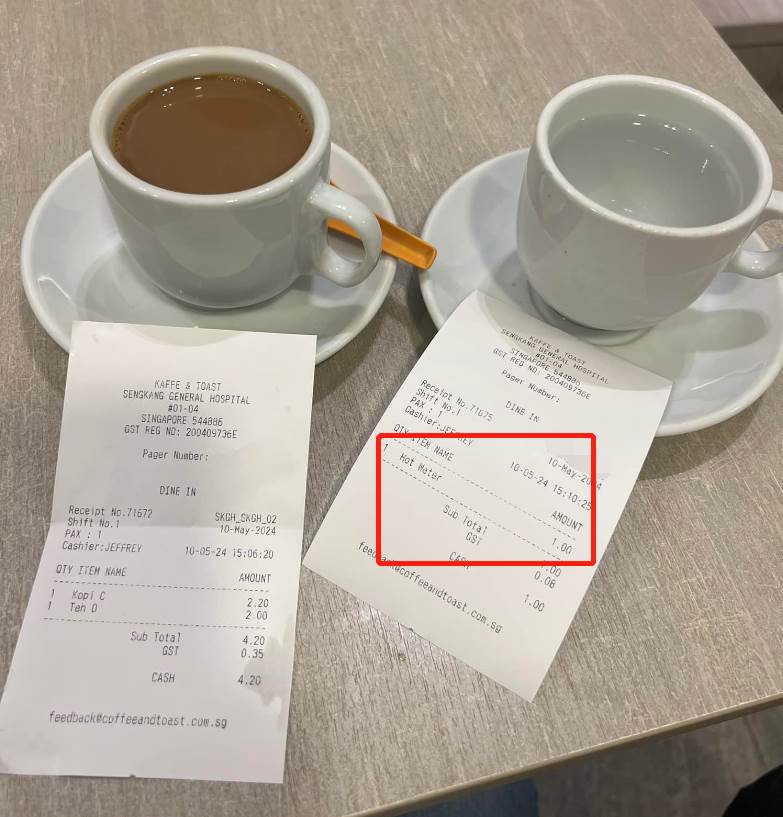 KAFFE & TOAST
SENGKANG GENERAL HOSPITAL
#01-04
SINGAPORE 544886
GST REG NO: 200409736E
Pager Number:
DINE IN
Receipt No.71672 SKGH_SKGH_02
Shift No.1 10-May-2024
PAX : 1
Cashier:JEFFREY 10-05-24 15:06:20
QTY ITEM NAME AMOUNT
1 Kopi C 2.20
1 Teh O 2.00
Sub Total 4.20
GST 0.35
CASH 4.20
feedback@coffeeandtoast.com.sg
KAFFE & TOAST
SENGKANG GENERAL HOSPITAL
#01-04
SINGAPORE 544886
GST REG NO: 200409736E
Pager Number:
DINE IN
Receipt No.71675
Shift No.1 10-May-
PAX : 1
Cashier:JEFFREY 10-05-24 15:10:25
QTY ITEM NAME AMOUNT
1 Hot Water 1.00
Sub Total 1.00
GST 0.08
CASH 1.00
feedback@coffeeandtoast.com.sg